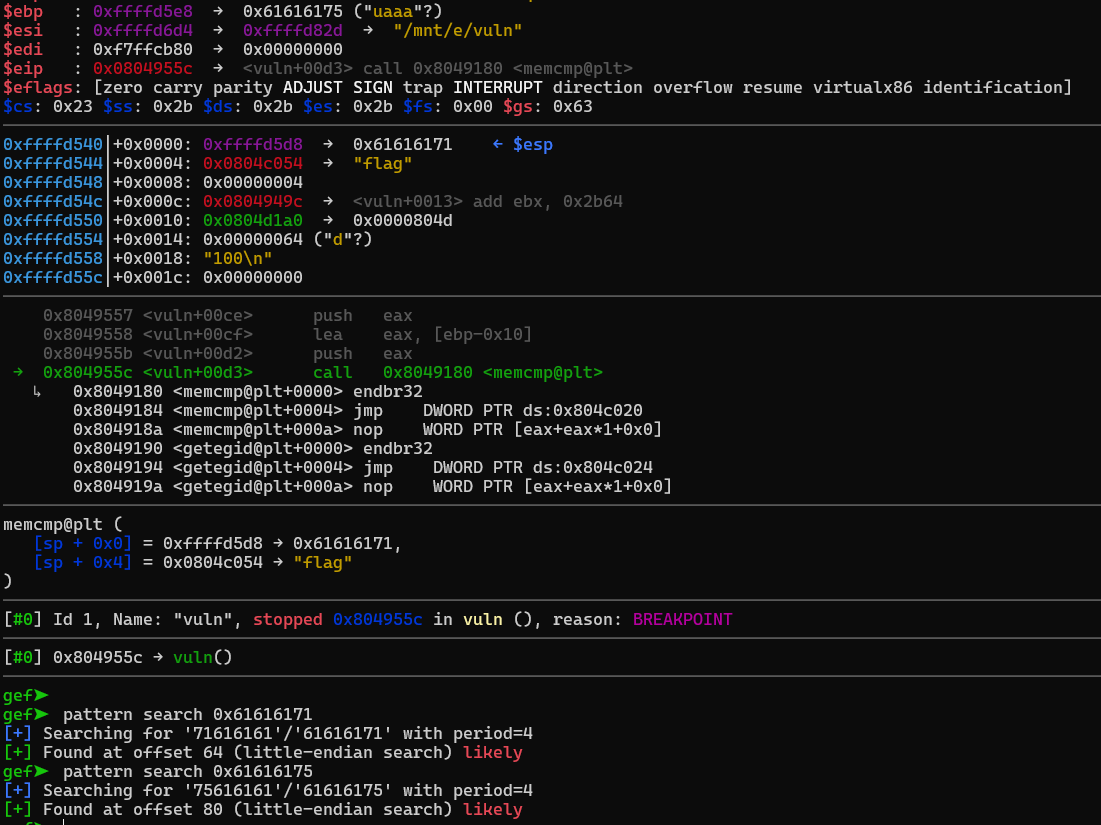 $ebp   : 0xffffd5e8  →  0x61616175 ("uaaa"?)
$esi   : 0xffffd6d4  →  0xffffd82d  →  "/mnt/e/vuln"
$edi   : 0xf7ffcb80  →  0x00000000
$eip   : 0x0804955c  →  <vuln+00d3> call 0x8049180 <memcmp@plt>
$eflags: [zero carry parity ADJUST SIGN trap INTERRUPT direction overflow resume virtualx86 identification]
$cs: 0x23 $ss: 0x2b $ds: 0x2b $es: 0x2b $fs: 0x00 $gs: 0x63
0xffffd540│+0x0000: 0xffffd5d8  →  0x61616171    ← $esp
0xffffd544│+0x0004: 0x0804c054  →  "flag"
0xffffd548│+0x0008: 0x00000004
0xffffd54c│+0x000c: 0x0804949c  →  <vuln+0013> add ebx, 0x2b64
0xffffd550│+0x0010: 0x0804d1a0  →  0x0000804d
0xffffd554│+0x0014: 0x00000064 ("d"?)
0xffffd558│+0x0018: "100\n"
0xffffd55c│+0x001c: 0x00000000
0x8049557 <vuln+00ce>      push   eax
0x8049558 <vuln+00cf>      lea    eax, [ebp-0x10]
0x804955b <vuln+00d2>      push   eax
→  0x804955c <vuln+00d3>      call   0x8049180 <memcmp@plt>
↳   0x8049180 <memcmp@plt+0000> endbr32
0x8049184 <memcmp@plt+0004> jmp    DWORD PTR ds:0x804c020
0x804918a <memcmp@plt+000a> nop    WORD PTR [eax+eax*1+0x0]
0x8049190 <getegid@plt+0000> endbr32
0x8049194 <getegid@plt+0004> jmp    DWORD PTR ds:0x804c024
0x804919a <getegid@plt+000a> nop    WORD PTR [eax+eax*1+0x0]
memcmp@plt (
[sp + 0x0] = 0xffffd5d8 → 0x61616171,
[sp + 0x4] = 0x0804c054 → "flag"
)
[#0] Id 1, Name: "vuln", stopped 0x804955c in vuln (), reason: BREAKPOINT
[#0] 0x804955c → vuln()
gef➤
gef➤  pattern search 0x61616171
[+] Searching for '71616161'/'61616171' with period=4
[+] Found at offset 64 (little-endian search) likely
gef➤  pattern search 0x61616175
[+] Searching for '75616161'/'61616175' with period=4
[+] Found at offset 80 (little-endian search) likely